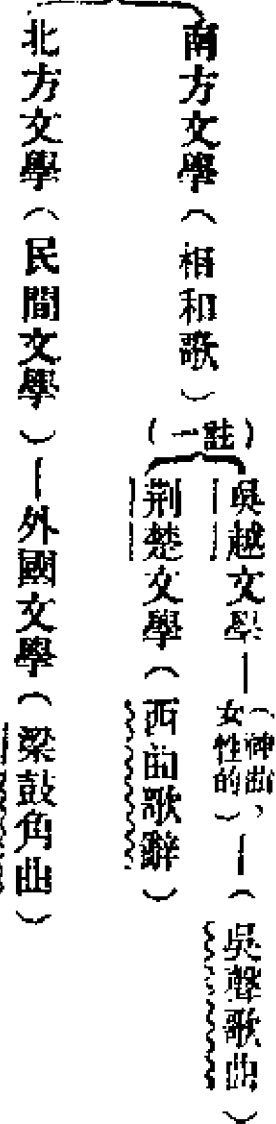 南方文學（相和歌）
（註一）
吳越文學—（神曲，女性的）—（吳聲歌曲）
荆楚文學（西曲歌辭）
北方文學（民間文學）—外國文學（梁鼓角曲）